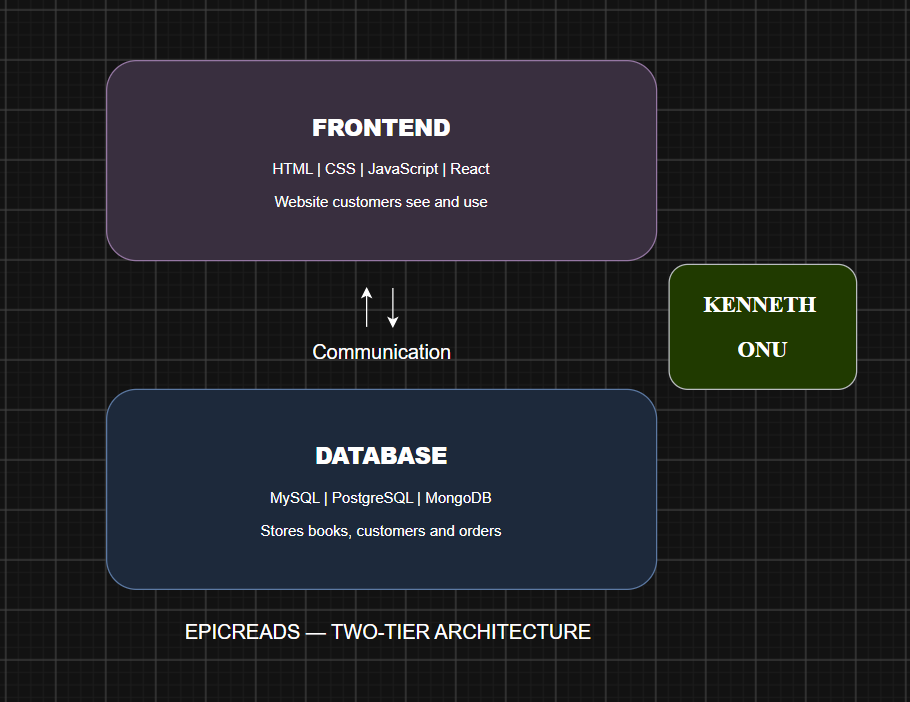 FRONTEND
HTML | CSS | JavaScript | React
Website customers see and use
KENNETH
ONU
Communication
DATABASE
MySQL | PostgreSQL | MongoDB
Stores books, customers and orders
EPICREADS — TWO-TIER ARCHITECTURE